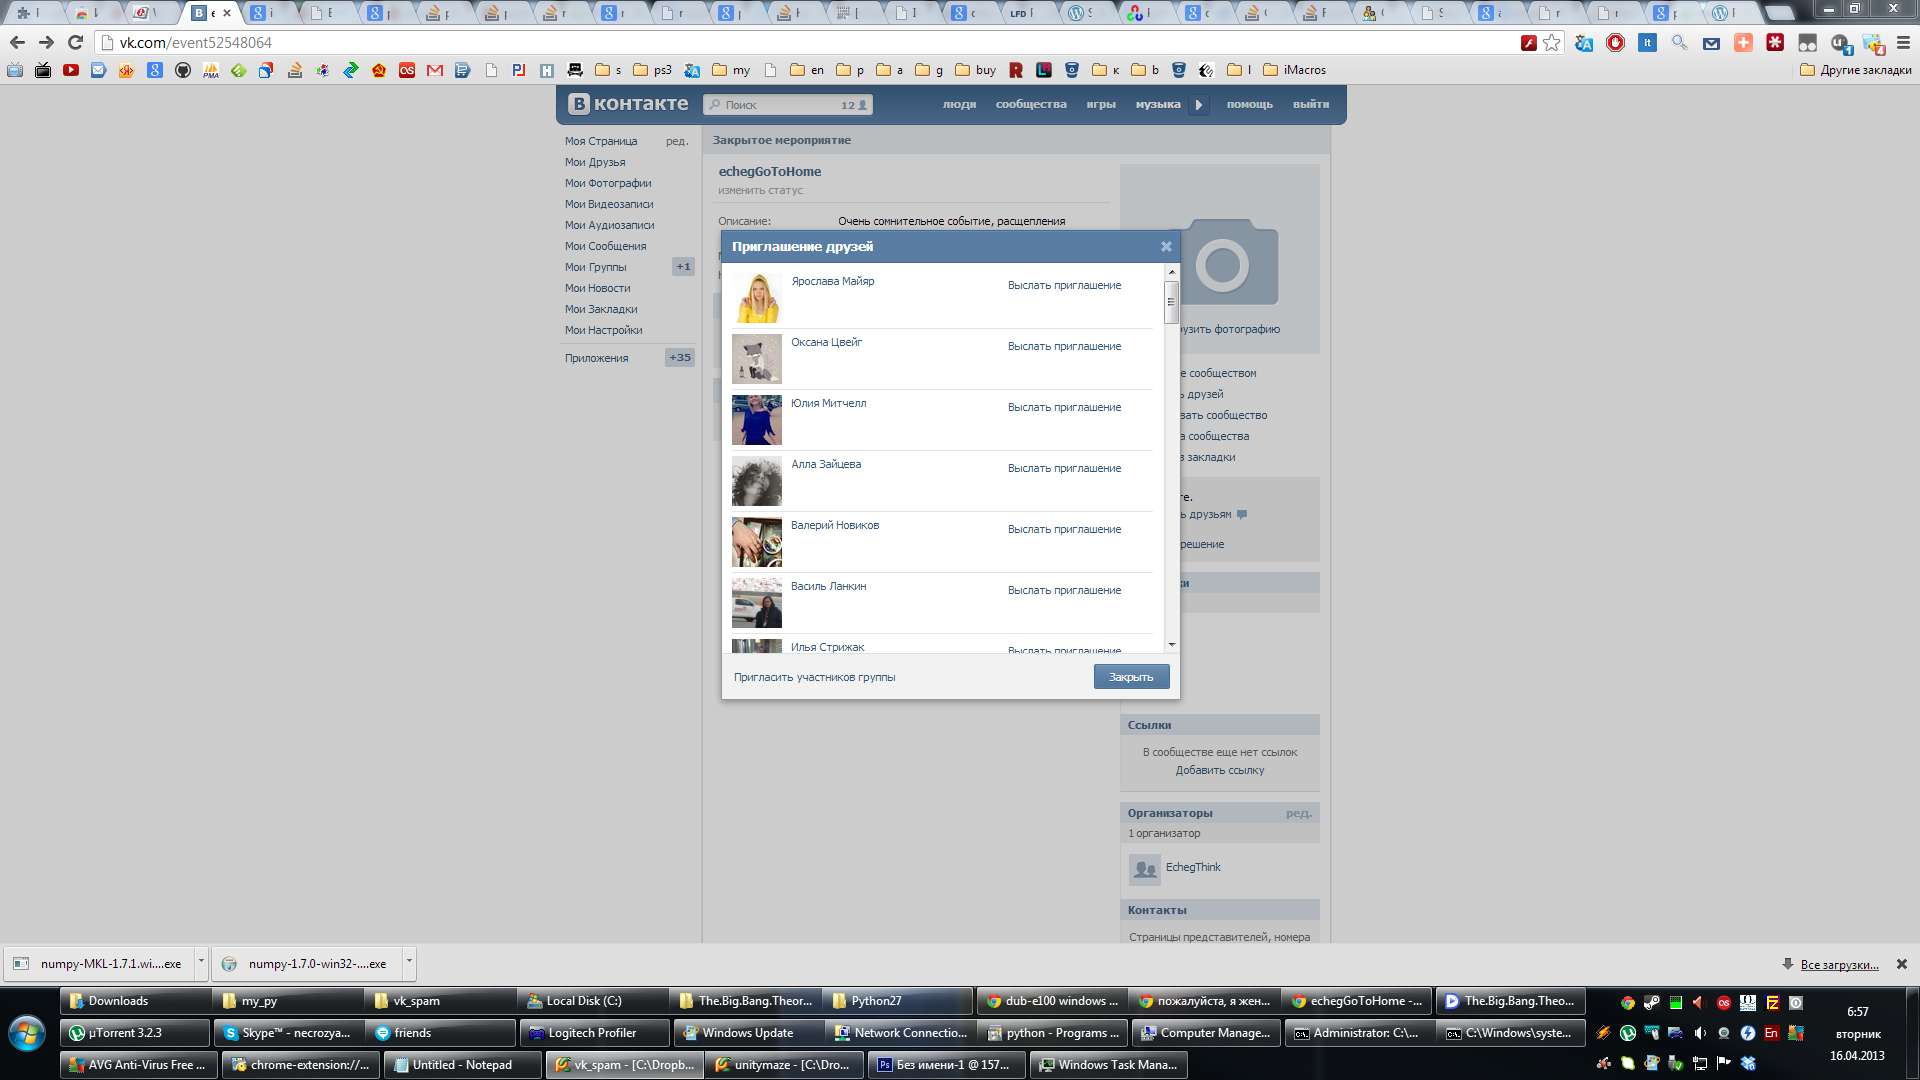 vk.com/event52548064
s
ps3
my
en
p
a
g
buy
к
b
l
iMacros
Другие закладки
В контакте
Поиск 12
люди сообщества игры музыка помощь выйти
Моя Страница ред.
Мои Друзья
Мои Фотографии
Мои Видеозаписи
Мои Аудиозаписи
Мои Сообщения
Мои Группы +1
Мои Новости
Мои Закладки
Мои Настройки
Приложения +35
Закрытое мероприятие
echegGoToHome
изменить статус
Описание: Очень сомнительное событие, расщепления
Приглашение друзей
Ярослава Майяр Выслать приглашение
Оксана Цвейг Выслать приглашение
Юлия Митчелл Выслать приглашение
Алла Зайцева Выслать приглашение
Валерий Новиков Выслать приглашение
Василь Ланкин Выслать приглашение
Илья Стрижак Выслать приглашение
Пригласить участников группы Закрыть
узить фотографию
е сообществом
ь друзей
вать сообщество
а сообщества
з закладки
те.
ь друзьям
решение
ки
Ссылки
В сообществе еще нет ссылок
Добавить ссылку
Организаторы ред.
1 организатор
EchegThink
Контакты
Страницы представителей, номера
numpy-MKL-1.7.1.wi....exe
numpy-1.7.0-win32-....exe
Все загрузки...
Downloads
my_py
vk_spam
Local Disk (C:)
The.Big.Bang.Theor...
Python27
dub-e100 windows ...
пожалуйста, я жен...
echegGoToHome -...
The.Big.Bang.Theo...
µTorrent 3.2.3
Skype™ - necrozya...
friends
Logitech Profiler
Windows Update
Network Connectio...
python - Programs ...
Computer Manage...
Administrator: C:\...
C:\Windows\syste...
AVG Anti-Virus Free ...
chrome-extension://...
Untitled - Notepad
vk_spam - [C:\Dropb...
unitymaze - [C:\Dro...
Без имени-1 @ 157...
Windows Task Mana...
En
6:57
вторник
16.04.2013